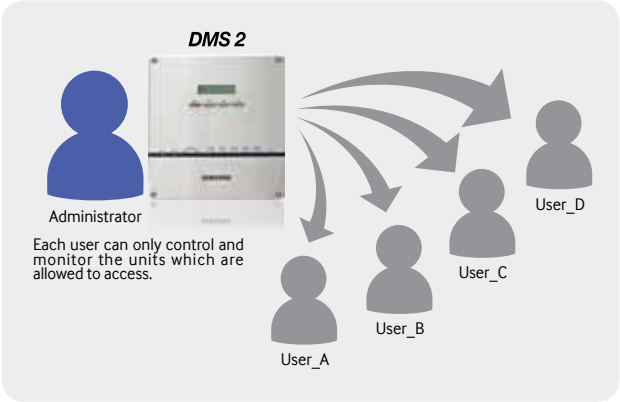 DMS 2
Administrator
Each user can only control and
monitor the units which are
allowed to access.
User_A
User_B
User_C
User_D